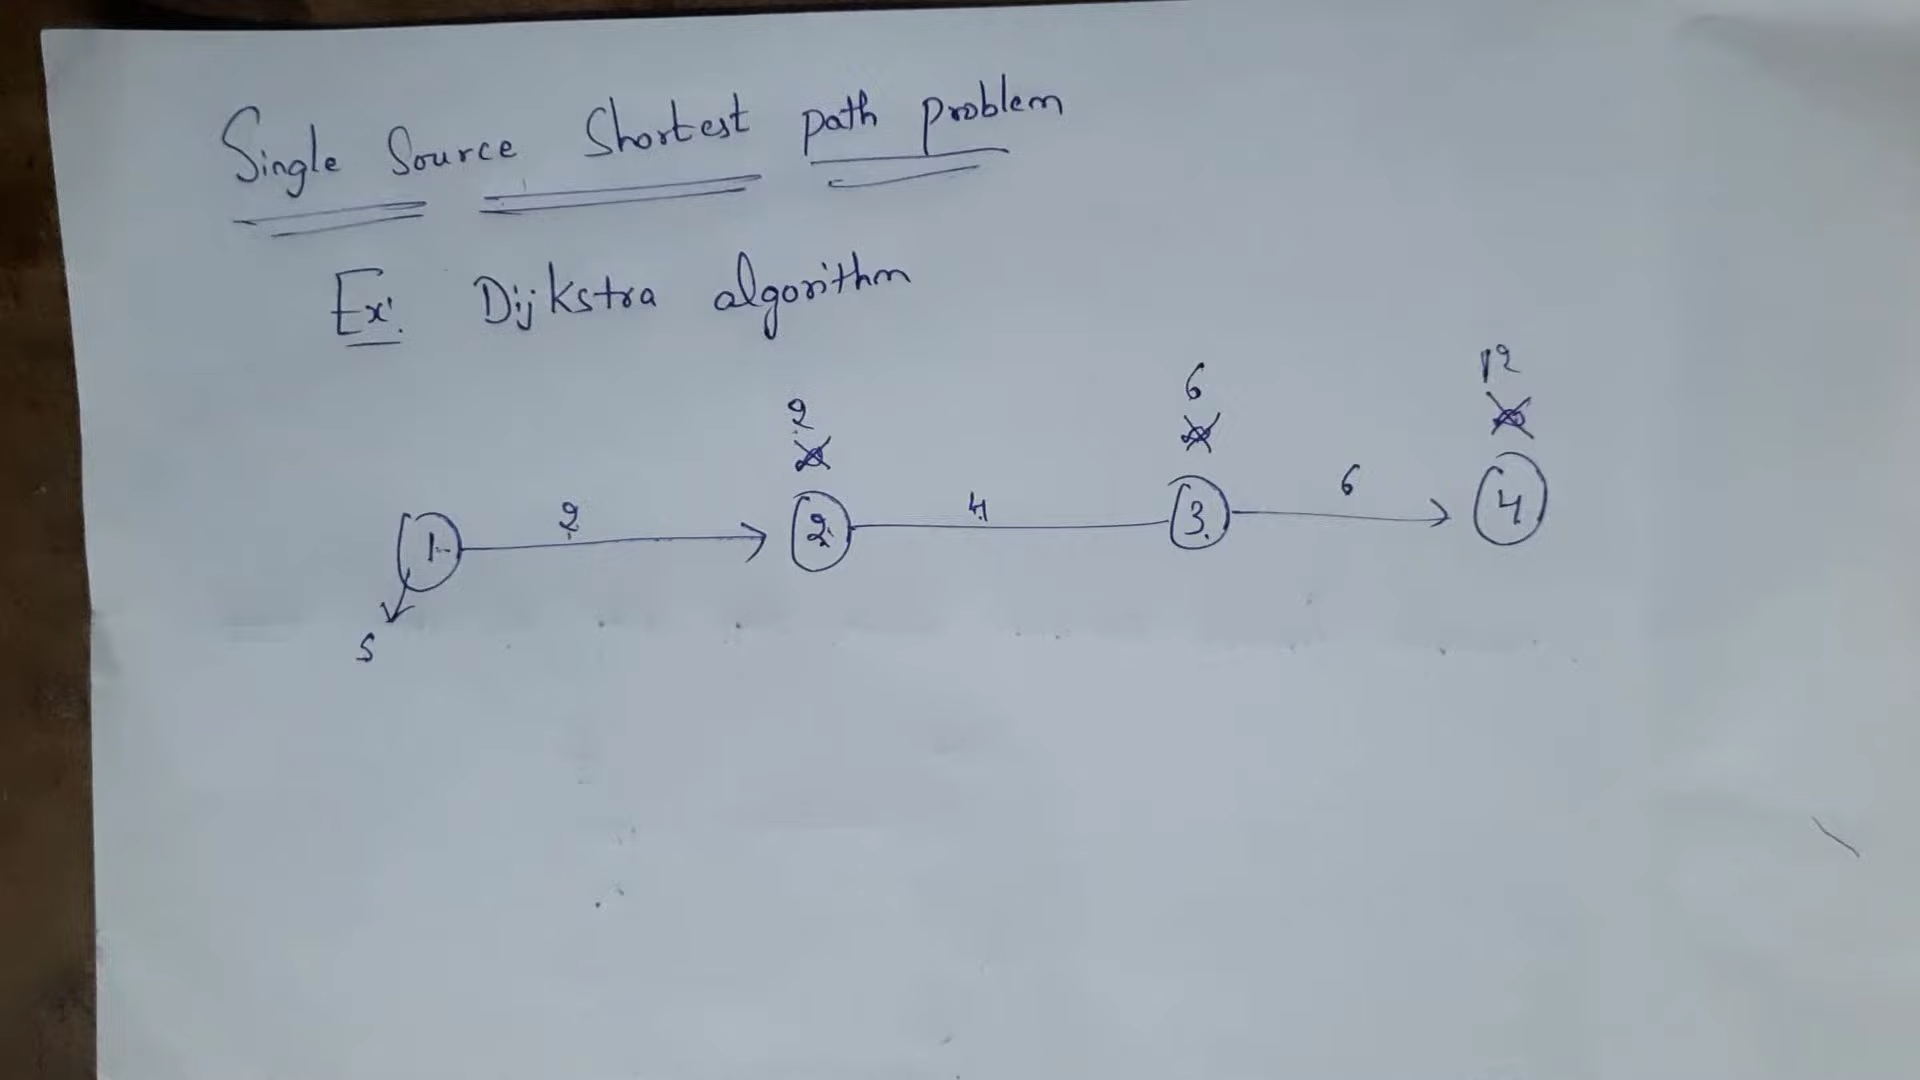 Single Source Shortest path problem
Ex: Dijkstra algorithm
2 6 12
2 4 6
1 2 3 4
S